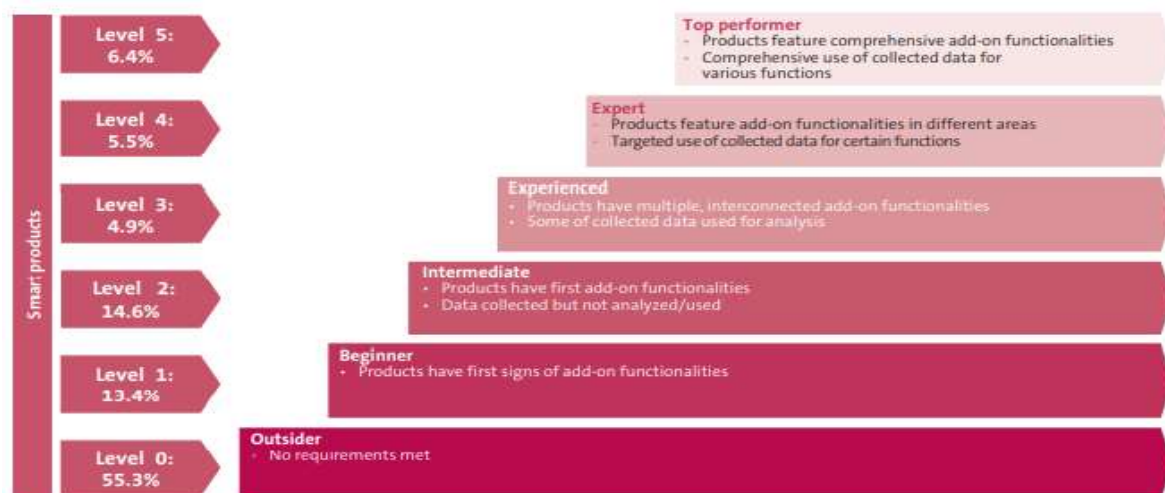 Smart products
Level 5:
6.4%
Top performer
- Products feature comprehensive add-on functionalities
- Comprehensive use of collected data for
various functions
Level 4:
5.5%
Expert
- Products feature add-on functionalities in different areas
- Targeted use of collected data for certain functions
Level 3:
4.9%
Experienced
• Products have multiple, interconnected add-on functionalities
• Some of collected data used for analysis
Level 2:
14.6%
Intermediate
• Products have first add-on functionalities
• Data collected but not analyzed/used
Level 1:
13.4%
Beginner
• Products have first signs of add-on functionalities
Level 0:
55.3%
Outsider
- No requirements met